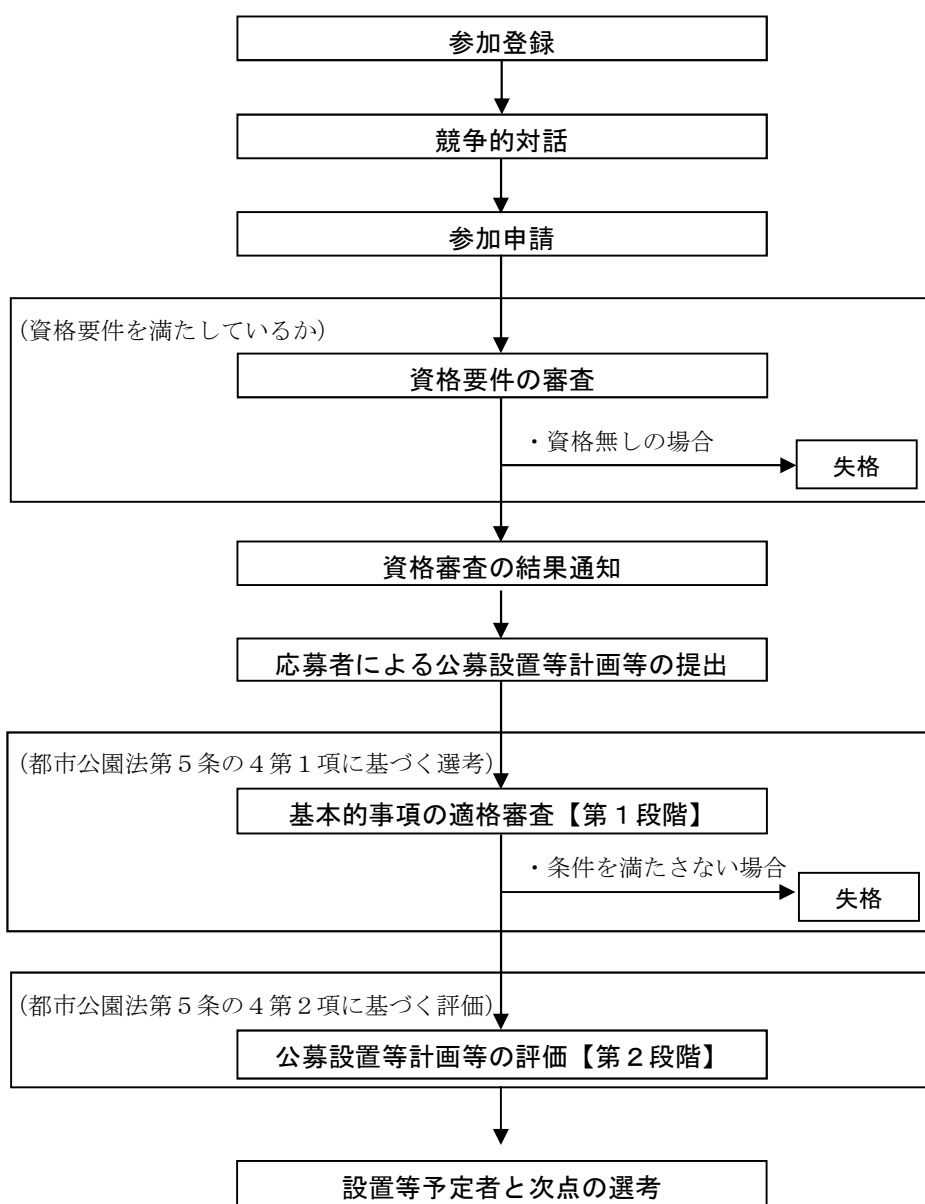 参加登録
競争的対話
参加申請
(資格要件を満たしているか)
資格要件の審査
・資格無しの場合
失格
資格審査の結果通知
応募者による公募設置等計画等の提出
(都市公園法第５条の４第１項に基づく選考)
基本的事項の適格審査【第１段階】
・条件を満たさない場合
失格
(都市公園法第５条の４第２項に基づく評価)
公募設置等計画等の評価【第２段階】
設置等予定者と次点の選考